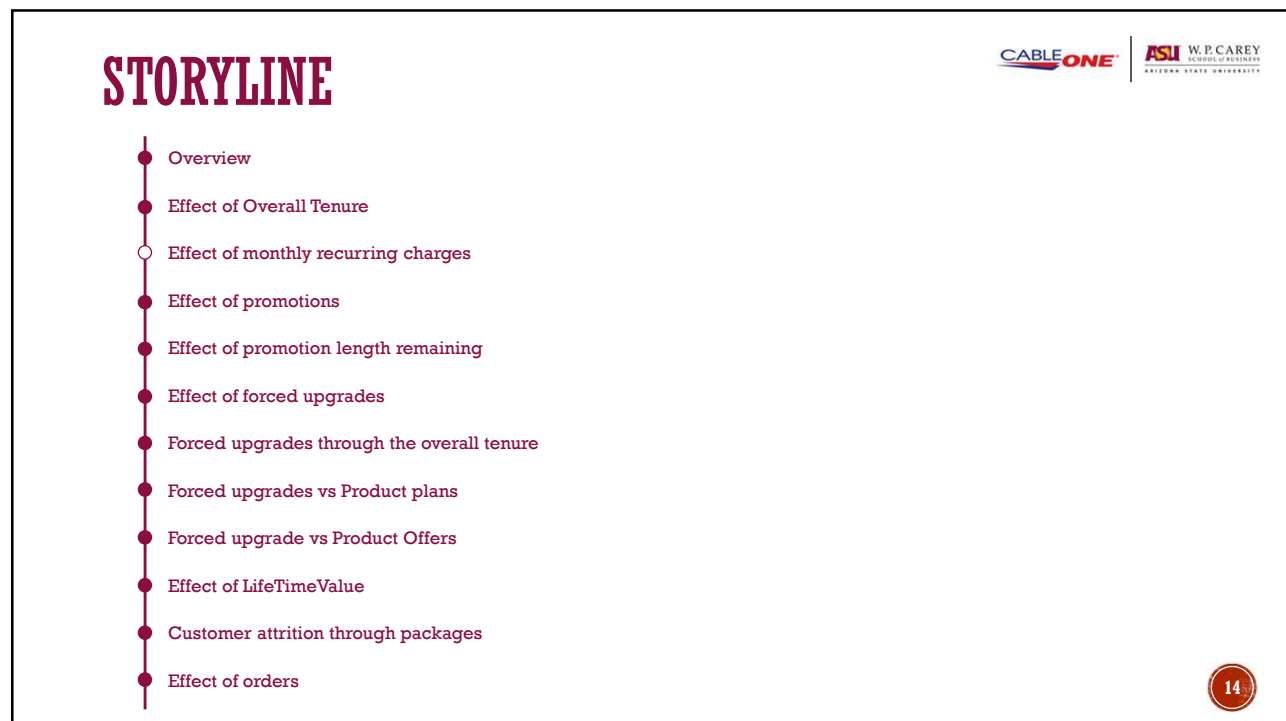 STORYLINE
CABLEONE
ASU W. P. CAREY
SCHOOL of BUSINESS
ARIZONA STATE UNIVERSITY
Overview
Effect of Overall Tenure
Effect of monthly recurring charges
Effect of promotions
Effect of promotion length remaining
Effect of forced upgrades
Forced upgrades through the overall tenure
Forced upgrades vs Product plans
Forced upgrade vs Product Offers
Effect of LifeTimeValue
Customer attrition through packages
Effect of orders
14